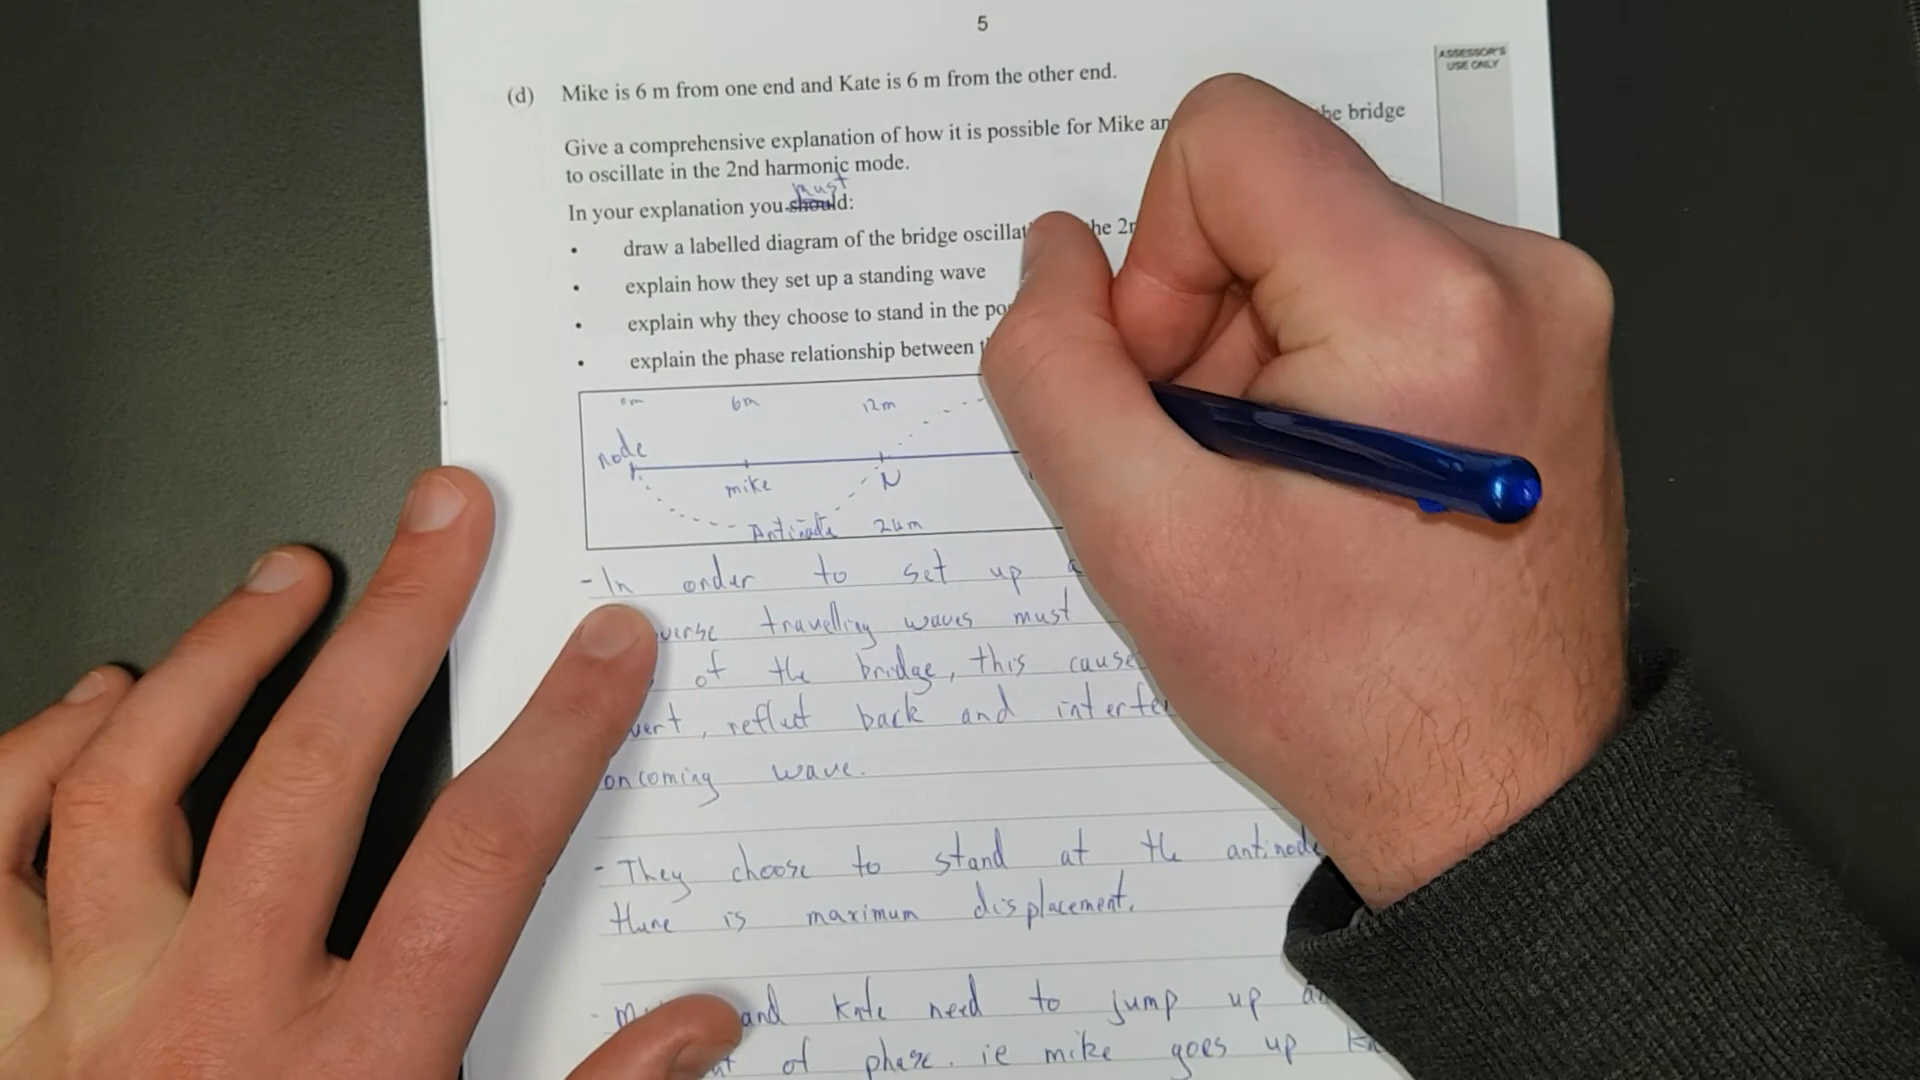 5
ASSESSOR'S
USE ONLY
(d) Mike is 6 m from one end and Kate is 6 m from the other end.
Give a comprehensive explanation of how it is possible for Mike an he bridge
to oscillate in the 2nd harmonic mode.
must
In your explanation you should:
• draw a labelled diagram of the bridge oscillat he 2n
• explain how they set up a standing wave
• explain why they choose to stand in the po
• explain the phase relationship between t
0m 6m 12m
node
mike N
Antinode 24m
- In order to set up a
verse travelling waves must
of the bridge, this cause
vert, reflect back and interfe
oncoming wave.
- They choose to stand at the antinode
there is maximum displacement.
- M and Kate need to jump up an
ut of phase. ie mike goes up